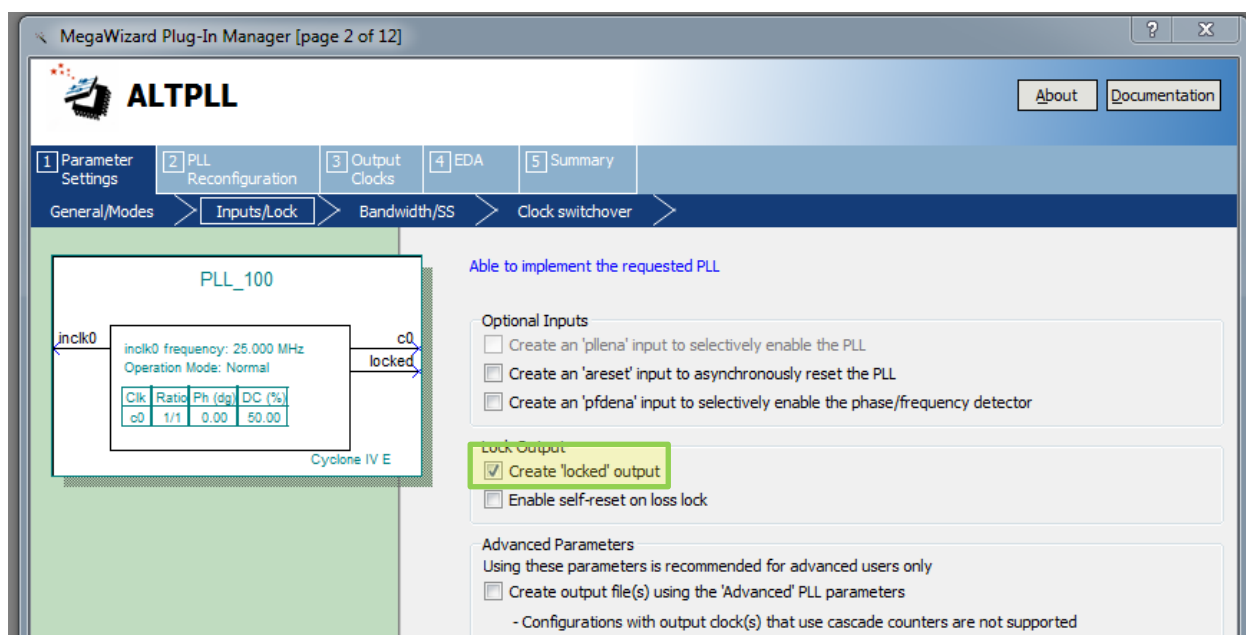 MegaWizard Plug-In Manager [page 2 of 12]
ALTPLL
About
Documentation
1 Parameter Settings
2 PLL Reconfiguration
3 Output Clocks
4 EDA
5 Summary
General/Modes
Inputs/Lock
Bandwidth/SS
Clock switchover
PLL_100
inclk0
c0
locked
inclk0 frequency: 25.000 MHz
Operation Mode: Normal
Clk Ratio Ph (dg) DC (%)
c0 1/1 0.00 50.00
Cyclone IV E
Able to implement the requested PLL
Optional Inputs
Create an 'pllena' input to selectively enable the PLL
Create an 'areset' input to asynchronously reset the PLL
Create an 'pfdena' input to selectively enable the phase/frequency detector
Lock Output
Create 'locked' output
Enable self-reset on loss lock
Advanced Parameters
Using these parameters is recommended for advanced users only
Create output file(s) using the 'Advanced' PLL parameters
- Configurations with output clock(s) that use cascade counters are not supported